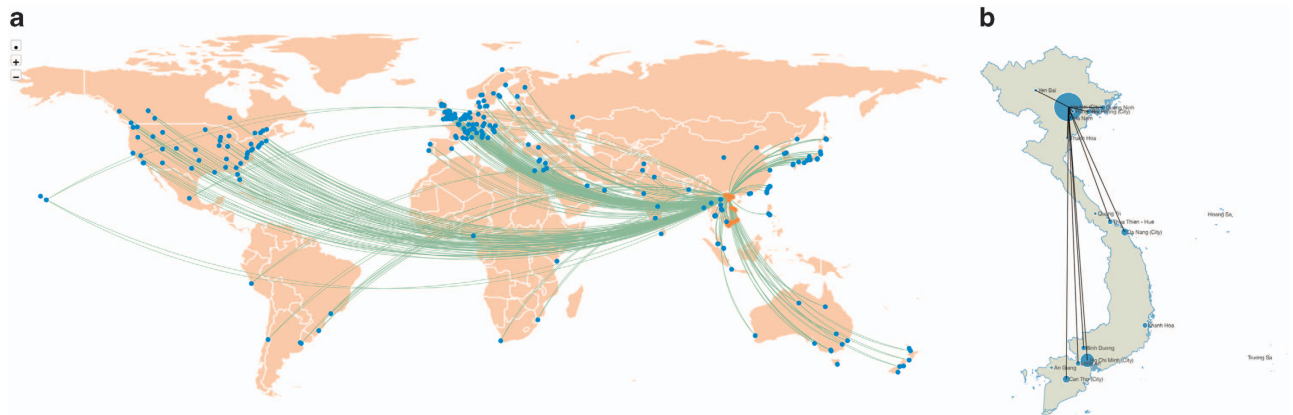 a
+
−
b
Yen Bai
Quang Ninh
(City)
Nam
Thanh Hoa
Quang Tri
Thua Thien - Hue
Da Nang (City)
Hoang Sa
Khanh Hoa
Binh Duong
Ho Chi Minh (City)
An Giang
Can Tho (City)
Truong Sa